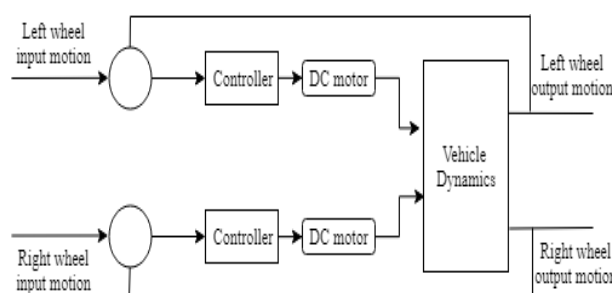 Left wheel
input motion
Controller
DC motor
Left wheel
output motion
Vehicle
Dynamics
Right wheel
input motion
Controller
DC motor
Right wheel
output motion